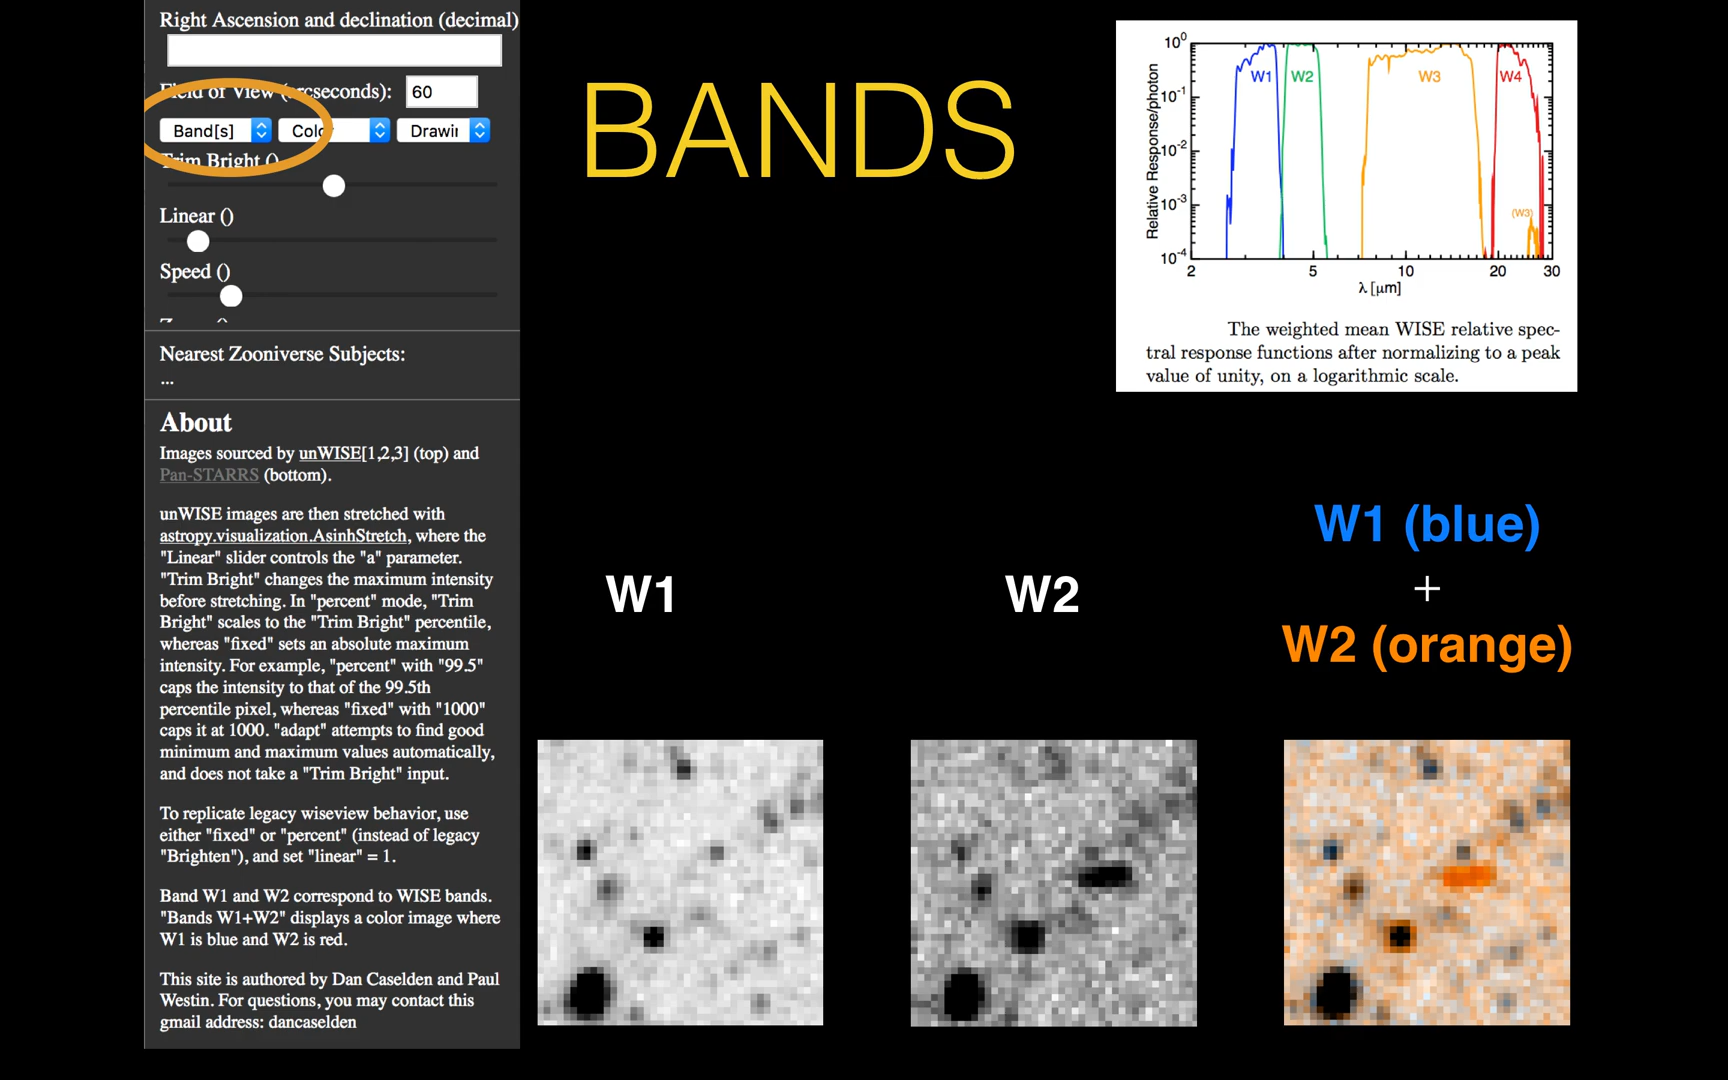 Right Ascension and declination (decimal)
Field of View (arcseconds):
60
Band[s]
Drawi
Trim Bright ()
Linear ()
Speed ()
Nearest Zooniverse Subjects:
...
About
Images sourced by unWISE[1,2,3] (top) and
Pan-STARRS (bottom).
unWISE images are then stretched with
astropy.visualization.AsinhStretch, where the
"Linear" slider controls the "a" parameter.
"Trim Bright" changes the maximum intensity
before stretching. In "percent" mode, "Trim
Bright" scales to the "Trim Bright" percentile,
whereas "fixed" sets an absolute maximum
intensity. For example, "percent" with "99.5"
caps the intensity to that of the 99.5th
percentile pixel, whereas "fixed" with "1000"
caps it at 1000. "adapt" attempts to find good
minimum and maximum values automatically,
and does not take a "Trim Bright" input.
To replicate legacy wiseview behavior, use
either "fixed" or "percent" (instead of legacy
"Brighten"), and set "linear" = 1.
Band W1 and W2 correspond to WISE bands.
"Bands W1+W2" displays a color image where
W1 is blue and W2 is red.
This site is authored by Dan Caselden and Paul
Westin. For questions, you may contact this
gmail address: dancaselden
BANDS
Relative Response/photon
10^0
10^-1
10^-2
10^-3
10^-4
W1
W2
W3
W4
(W3)
2
5
10
20
30
λ [μm]
The weighted mean WISE relative spec-
tral response functions after normalizing to a peak
value of unity, on a logarithmic scale.
W1
W2
W1 (blue)
+
W2 (orange)